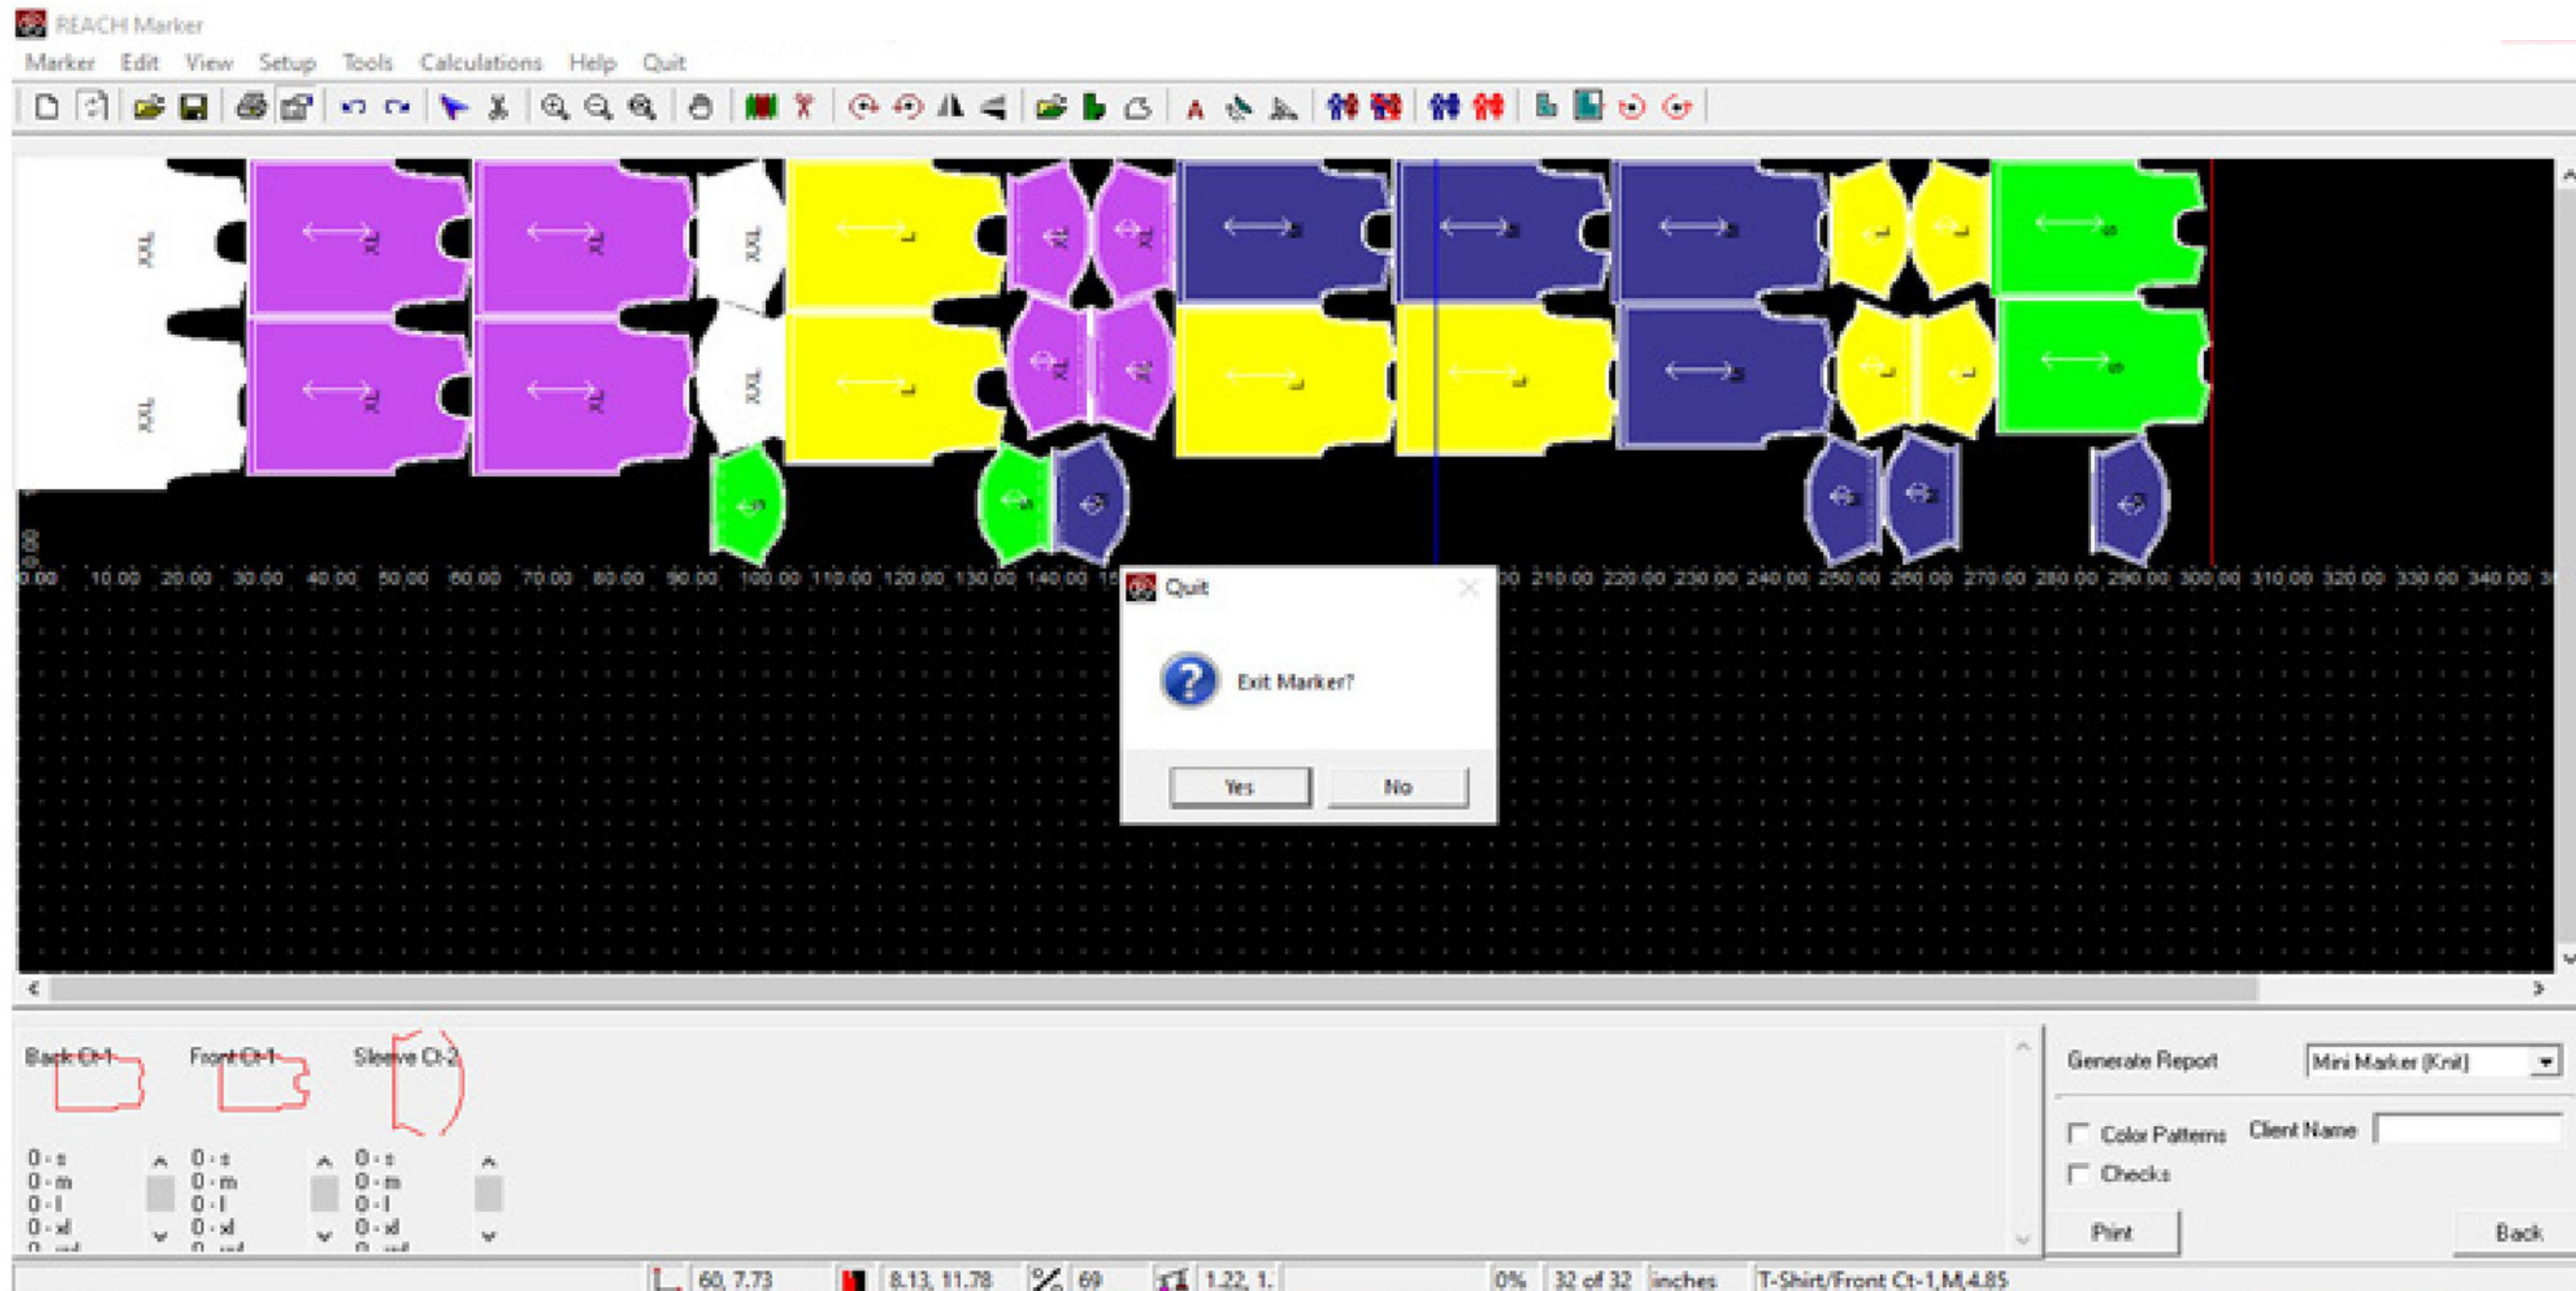 REACH Marker
Marker Edit View Setup Tools Calculations Help Quit
XXL XL XL XXL L XL XL M M M L L S
XXL XL XL XXL L XL XL L L M L L S
S S M M M M
0.00 10.00 20.00 30.00 40.00 50.00 60.00 70.00 80.00 90.00 100.00 110.00 120.00 130.00 140.00 210.00 220.00 230.00 240.00 250.00 260.00 270.00 280.00 290.00 300.00 310.00 320.00 330.00 340.00
Quit
Exit Marker?
Yes No
Back Ct-1 Front Ct-1 Sleeve Ct-2
0 - s 0 - s 0 - s
0 - m 0 - m 0 - m
0 - l 0 - l 0 - l
0 - xl 0 - xl 0 - xl
Generate Report Mini Marker (Knit)
Color Patterns Client Name
Checks
Print Back
60, 7.73 8.13, 11.78 69 1.22, 1. 0% 32 of 32 inches T-Shirt/Front Ct-1,M,4.85